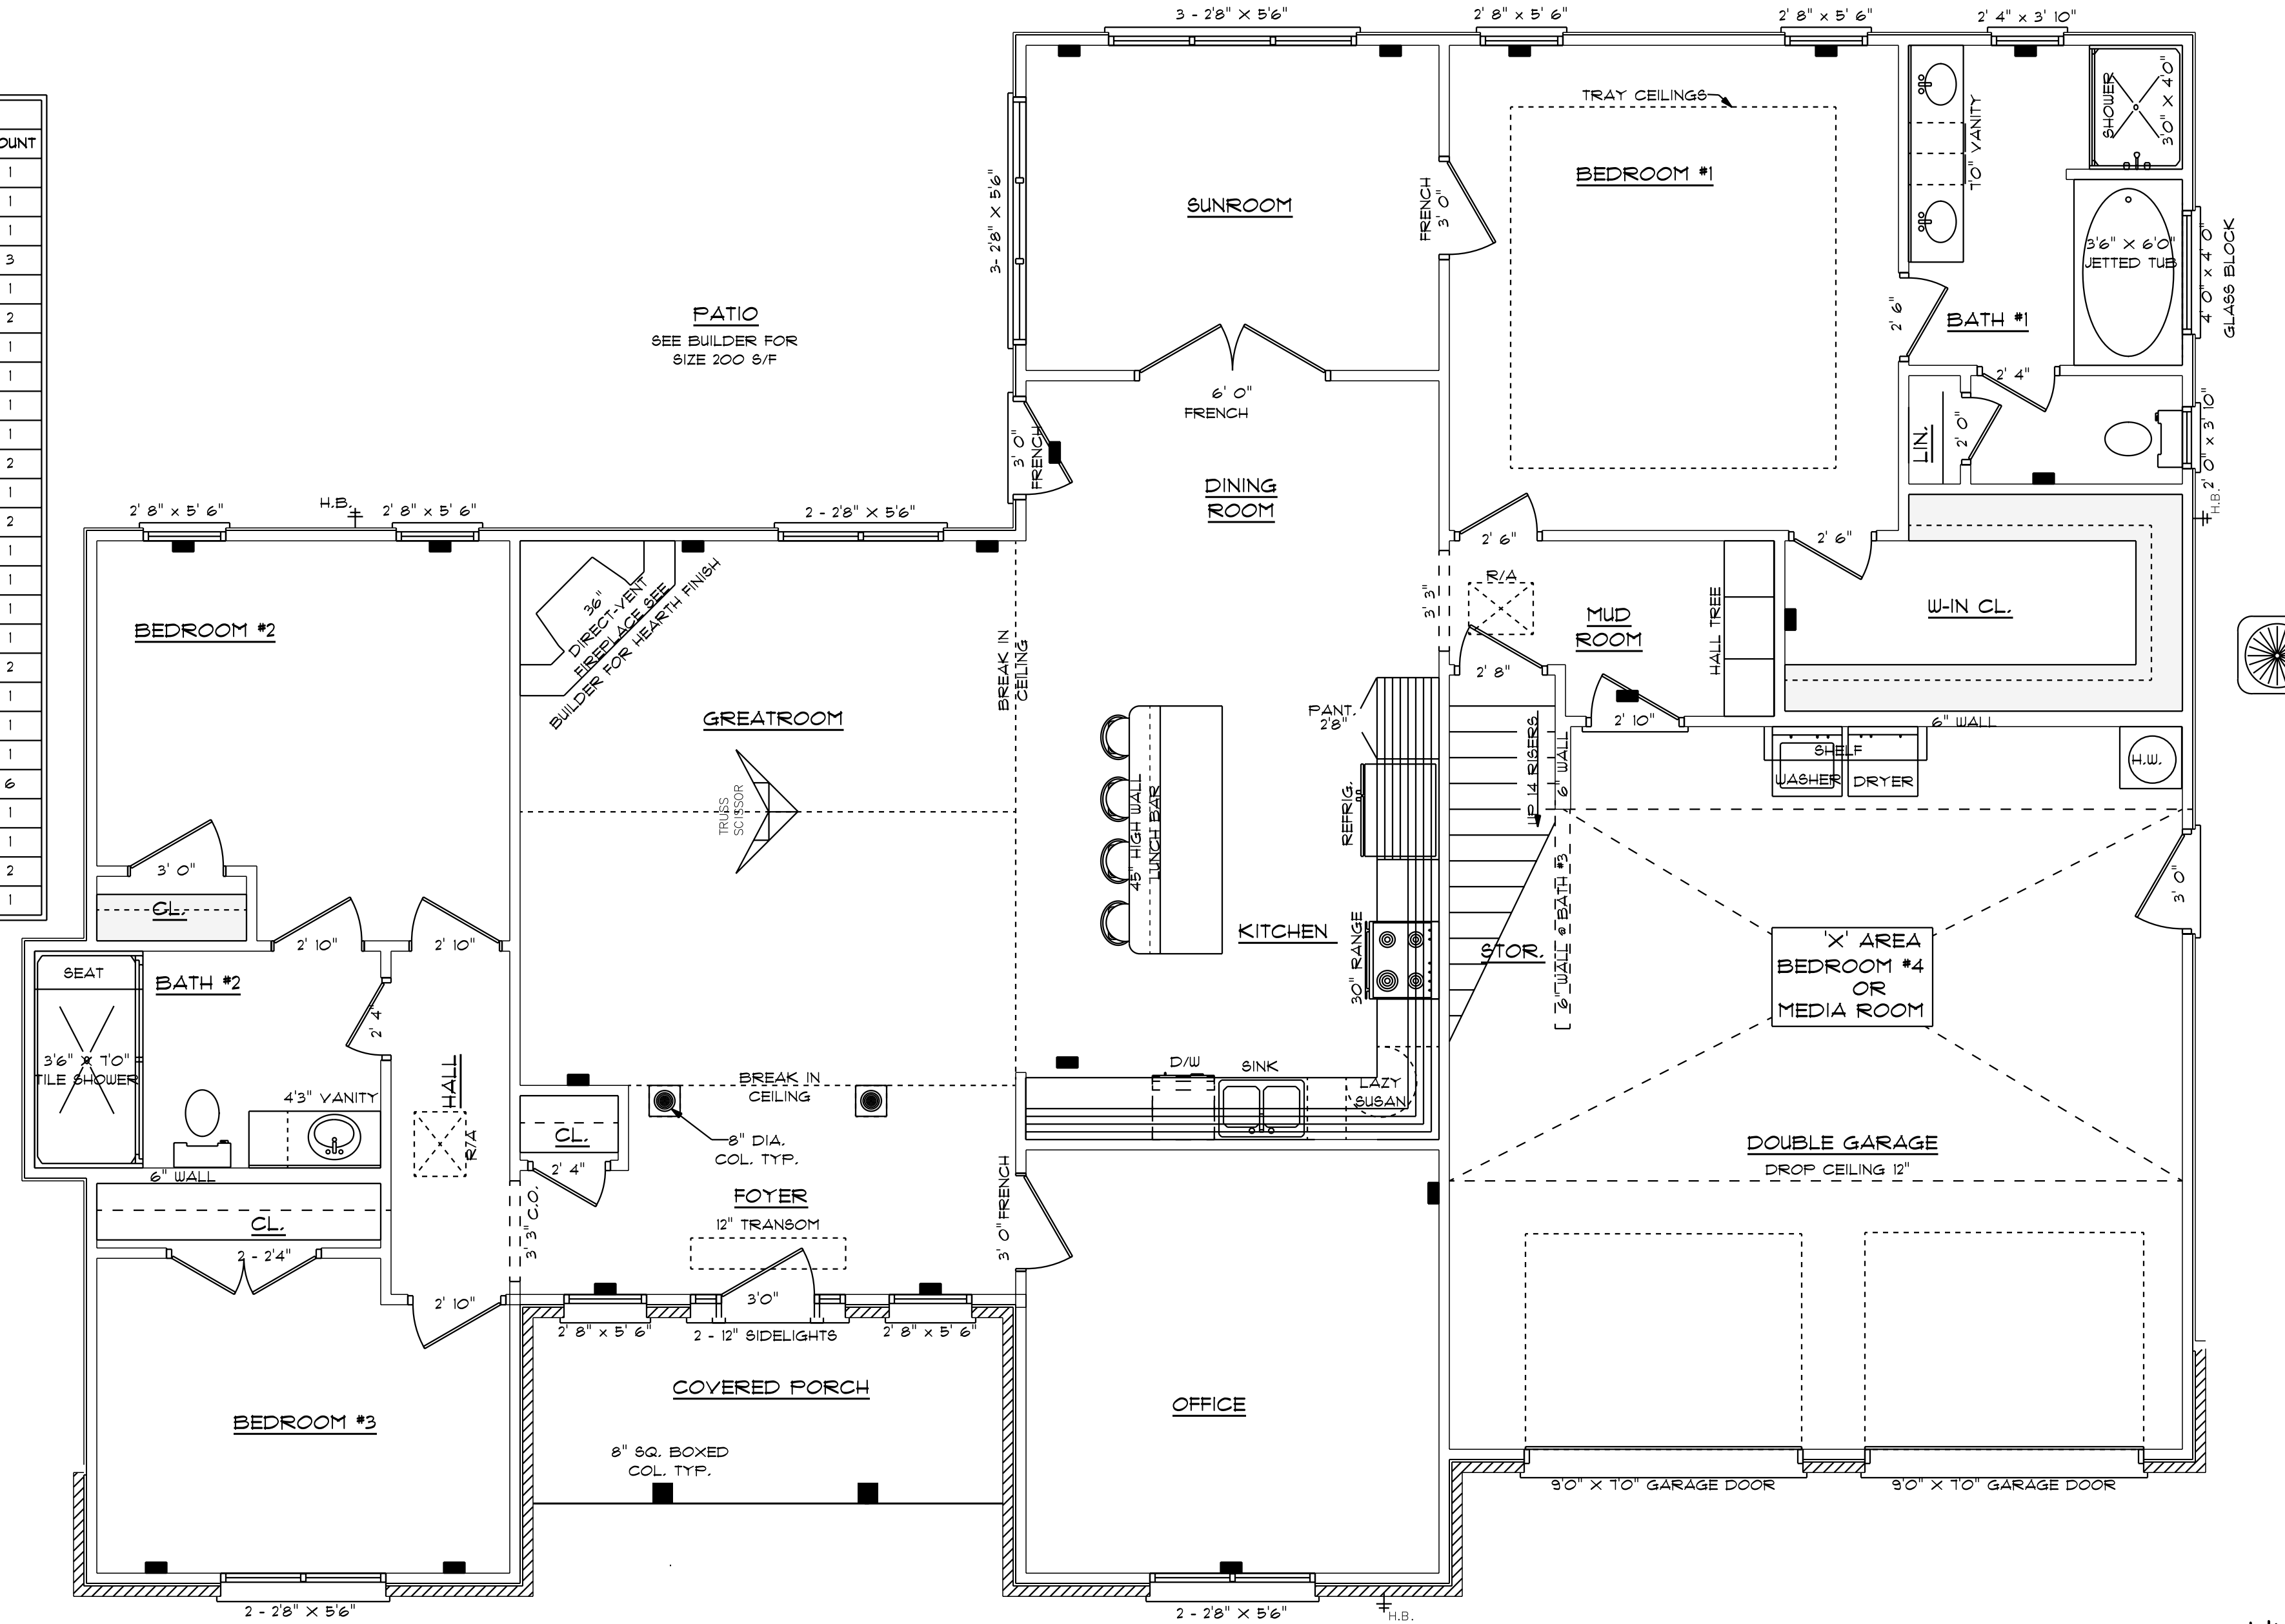 3 - 2'8" X 5'6"
2' 8" x 5' 6"
2' 8" x 5' 6"
2' 4" x 3' 10"
OUNT
1
1
1
3
1
2
1
1
1
1
2
1
2
1
1
1
1
2
1
1
1
6
1
1
2
1
TRAY CEILINGS
BEDROOM #1
SUNROOM
3- 2'8" X 5'6"
FRENCH
3' 0"
7'0" VANITY
SHOWER
3'0" X 4'0"
3'6" X 6'0"
JETTED TUB
4' 0" x 4' 0"
GLASS BLOCK
2' 6"
BATH #1
2' 4"
LIN.
2' 0"
2' 0" x 3' 10"
H.B.
PATIO
SEE BUILDER FOR
SIZE 200 S/F
6' 0"
FRENCH
3' 0"
FRENCH
DINING
ROOM
2' 8" x 5' 6"
H.B.
2' 8" x 5' 6"
2 - 2'8" X 5'6"
2' 6"
2' 6"
R/A
3' 3"
MUD
ROOM
HALL TREE
W-IN CL.
2' 8"
2' 10"
6" WALL
BEDROOM #2
36"
DIRECT-VENT
FIREPLACE SEE
BUILDER FOR HEARTH FINISH
BREAK IN
CEILING
GREATROOM
TRUSS
SCISSOR
PANT.
2'8"
REFRIG.
45" HIGH WALL
LUNCH BAR
UP 14 RISERS
6" WALL
6" WALL @ BATH #3
SHELF
WASHER
DRYER
H.W.
3' 0"
3' 0"
CL.
2' 10"
2' 10"
KITCHEN
30" RANGE
STOR.
'X' AREA
BEDROOM #4
OR
MEDIA ROOM
SEAT
BATH #2
2' 4"
3'6" X 7'0"
TILE SHOWER
4'3" VANITY
HALL
R/A
6" WALL
BREAK IN
CEILING
D/W
SINK
LAZY
SUSAN
CL.
2' 4"
8" DIA.
COL. TYP.
DOUBLE GARAGE
DROP CEILING 12"
FOYER
12" TRANSOM
3' 0" FRENCH
3' 3" C.O.
CL.
2 - 2'4"
2' 10"
3'0"
2' 8" x 5' 6"
2 - 12" SIDELIGHTS
2' 8" x 5' 6"
COVERED PORCH
OFFICE
BEDROOM #3
8" SQ. BOXED
COL. TYP.
9'0" X 7'0" GARAGE DOOR
9'0" X 7'0" GARAGE DOOR
2 - 2'8" X 5'6"
2 - 2'8" X 5'6"
H.B.